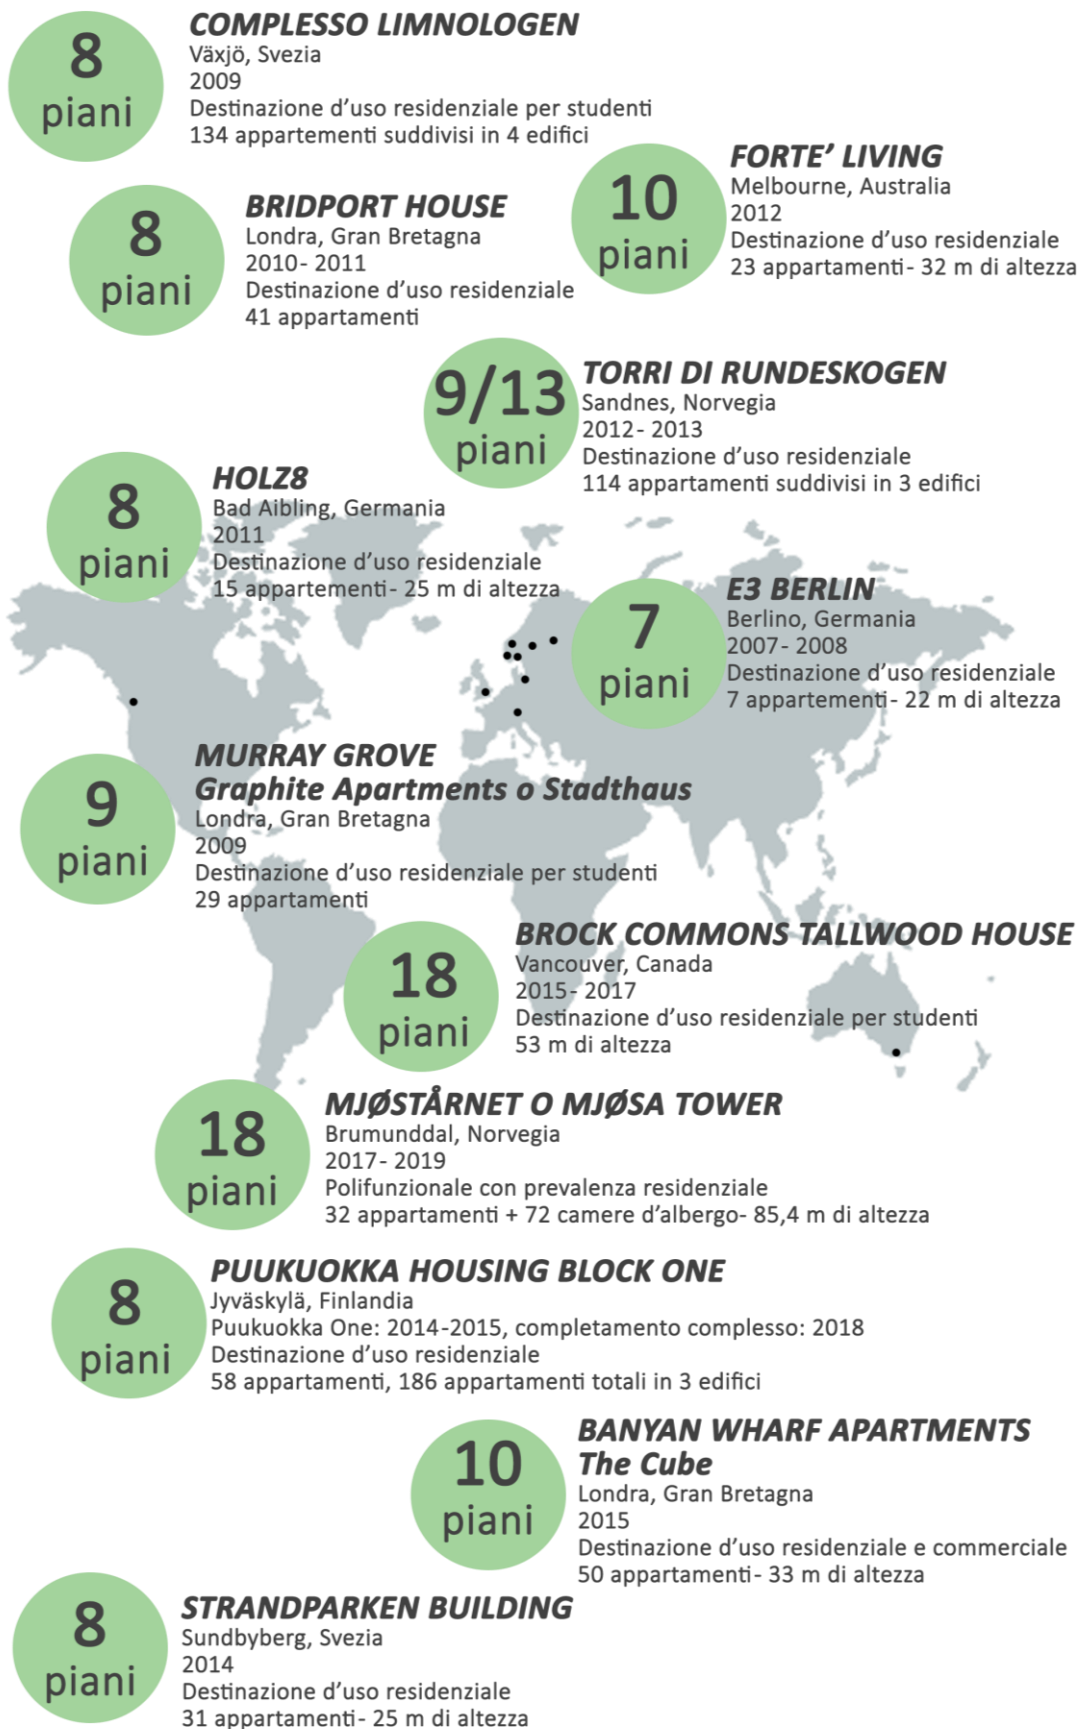 8
piani
COMPLESSO LIMNOLOGEN
Växjö, Svezia
2009
Destinazione d'uso residenziale per studenti
134 appartementi suddivisi in 4 edifici
10
piani
FORTE' LIVING
Melbourne, Australia
2012
Destinazione d'uso residenziale
23 appartamenti- 32 m di altezza
8
piani
BRIDPORT HOUSE
Londra, Gran Bretagna
2010- 2011
Destinazione d'uso residenziale
41 appartamenti
9/13
piani
TORRI DI RUNDESKOGEN
Sandnes, Norvegia
2012- 2013
Destinazione d'uso residenziale
114 appartamenti suddivisi in 3 edifici
8
piani
HOLZ8
Bad Aibling, Germania
2011
Destinazione d'uso residenziale
15 appartementi- 25 m di altezza
7
piani
E3 BERLIN
Berlino, Germania
2007- 2008
Destinazione d'uso residenziale
7 appartementi- 22 m di altezza
9
piani
MURRAY GROVE
Graphite Apartments o Stadthaus
Londra, Gran Bretagna
2009
Destinazione d'uso residenziale per studenti
29 appartamenti
18
piani
BROCK COMMONS TALLWOOD HOUSE
Vancouver, Canada
2015- 2017
Destinazione d'uso residenziale per studenti
53 m di altezza
18
piani
MJØSTÅRNET O MJØSA TOWER
Brumunddal, Norvegia
2017- 2019
Polifunzionale con prevalenza residenziale
32 appartamenti + 72 camere d'albergo- 85,4 m di altezza
8
piani
PUUKUOKKA HOUSING BLOCK ONE
Jyväskylä, Finlandia
Puukuokka One: 2014-2015, completamento complesso: 2018
Destinazione d'uso residenziale
58 appartamenti, 186 appartamenti totali in 3 edifici
10
piani
BANYAN WHARF APARTMENTS
The Cube
Londra, Gran Bretagna
2015
Destinazione d'uso residenziale e commerciale
50 appartamenti- 33 m di altezza
8
piani
STRANDPARKEN BUILDING
Sundbyberg, Svezia
2014
Destinazione d'uso residenziale
31 appartamenti- 25 m di altezza